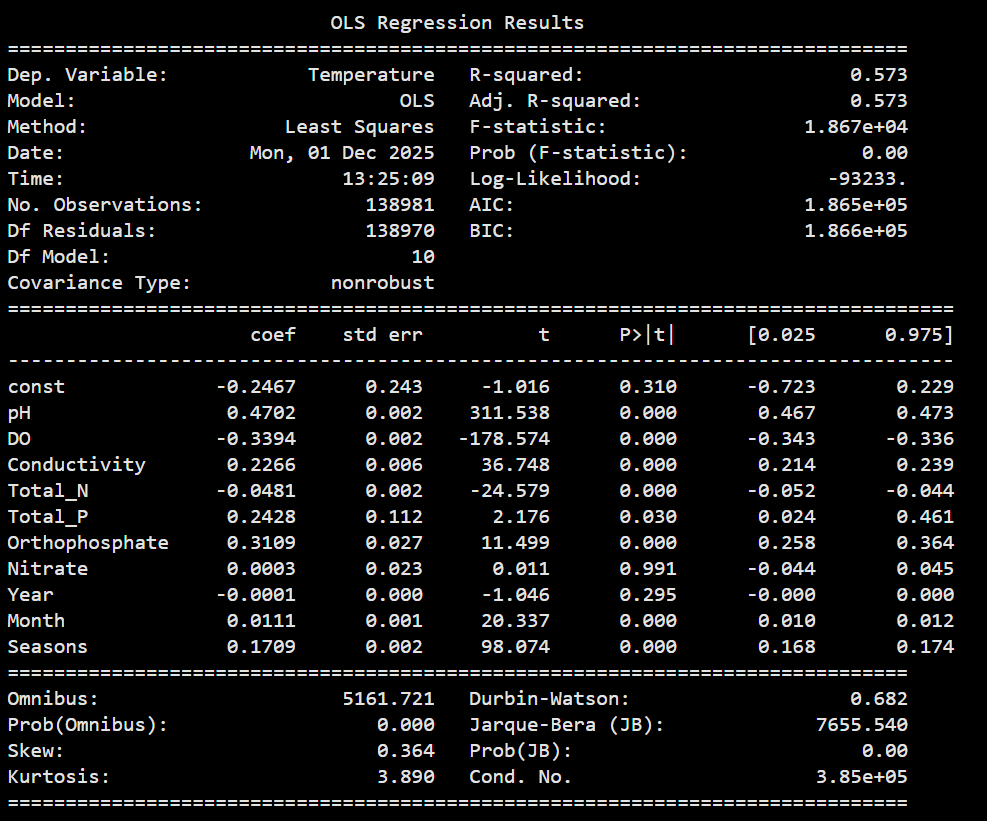 OLS Regression Results
==============================================================================
Dep. Variable:            Temperature   R-squared:                       0.573
Model:                            OLS   Adj. R-squared:                  0.573
Method:                 Least Squares   F-statistic:                 1.867e+04
Date:                Mon, 01 Dec 2025   Prob (F-statistic):               0.00
Time:                        13:25:09   Log-Likelihood:                -93233.
No. Observations:              138981   AIC:                         1.865e+05
Df Residuals:                  138970   BIC:                         1.866e+05
Df Model:                          10
Covariance Type:            nonrobust
==================================================================================
                     coef    std err          t      P>|t|      [0.025      0.975]
----------------------------------------------------------------------------------
const             -0.2467      0.243     -1.016      0.310      -0.723       0.229
pH                 0.4702      0.002    311.538      0.000       0.467       0.473
DO                -0.3394      0.002   -178.574      0.000      -0.343      -0.336
Conductivity       0.2266      0.006     36.748      0.000       0.214       0.239
Total_N           -0.0481      0.002    -24.579      0.000      -0.052      -0.044
Total_P            0.2428      0.112      2.176      0.030       0.024       0.461
Orthophosphate     0.3109      0.027     11.499      0.000       0.258       0.364
Nitrate            0.0003      0.023      0.011      0.991      -0.044       0.045
Year              -0.0001      0.000     -1.046      0.295      -0.000       0.000
Month              0.0111      0.001     20.337      0.000       0.010       0.012
Seasons            0.1709      0.002     98.074      0.000       0.168       0.174
==============================================================================
Omnibus:                     5161.721   Durbin-Watson:                   0.682
Prob(Omnibus):                  0.000   Jarque-Bera (JB):             7655.540
Skew:                           0.364   Prob(JB):                         0.00
Kurtosis:                       3.890   Cond. No.                     3.85e+05
==============================================================================